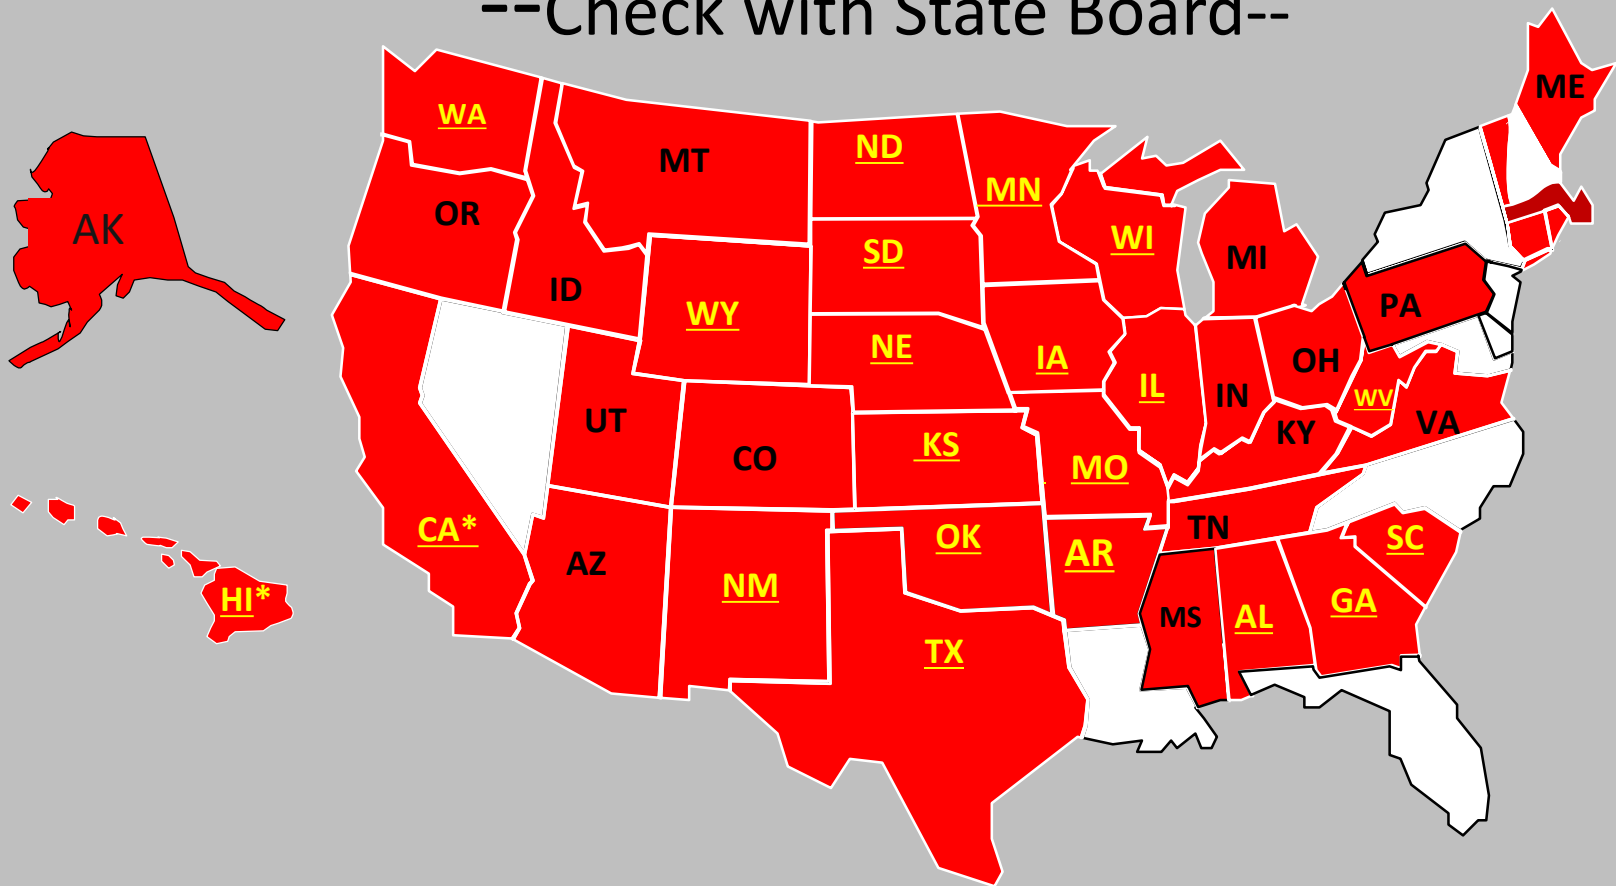 --Check with State Board--
ME
WA
ND
MT
MN
OR
AK
WI
SD
MI
ID
PA
WY
NE
IA
OH
IL
IN
WV
UT
VA
KY
KS
CO
MO
CA*
TN
OK
SC
AR
AZ
NM
HI*
GA
MS
AL
TX